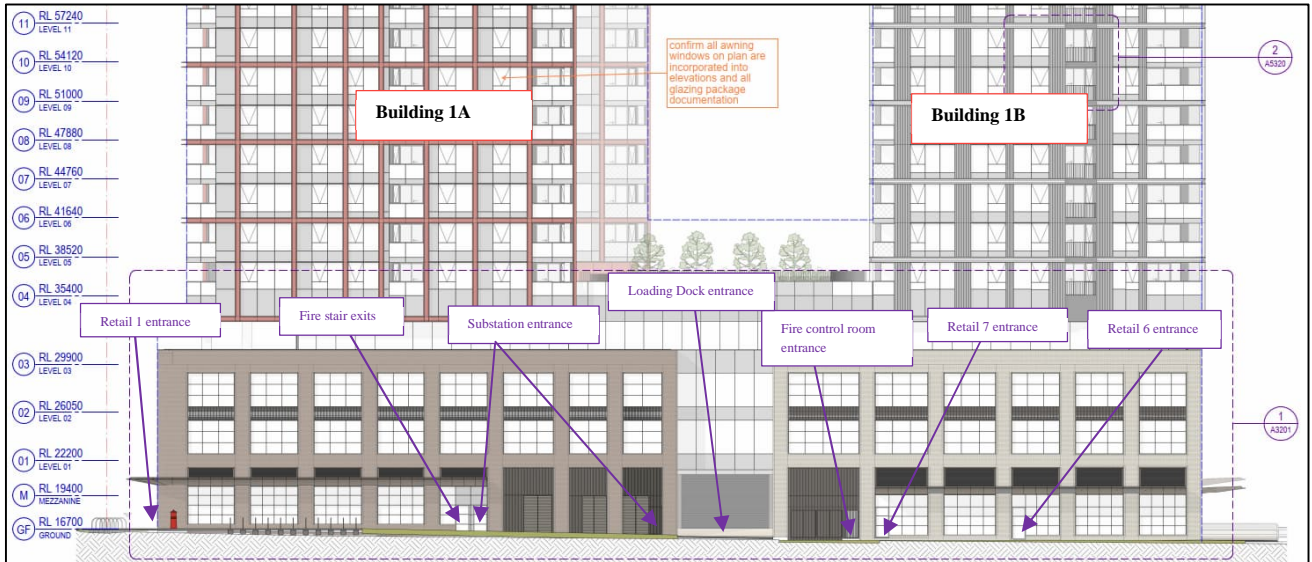 11 RL 57240
LEVEL 11
10 RL 54120
LEVEL 10
09 RL 51000
LEVEL 09
08 RL 47880
LEVEL 08
07 RL 44760
LEVEL 07
06 RL 41640
LEVEL 06
05 RL 38520
LEVEL 05
04 RL 35400
LEVEL 04
03 RL 29900
LEVEL 03
02 RL 26050
LEVEL 02
01 RL 22200
LEVEL 01
M RL 19400
MEZZANINE
GF RL 16700
GROUND
confirm all awning
windows on plan are
incorporated into
elevations and all
glazing package
documentation
Building 1A
Building 1B
2
A5320
Retail 1 entrance
Fire stair exits
Substation entrance
Loading Dock entrance
Fire control room
entrance
Retail 7 entrance
Retail 6 entrance
1
A3201